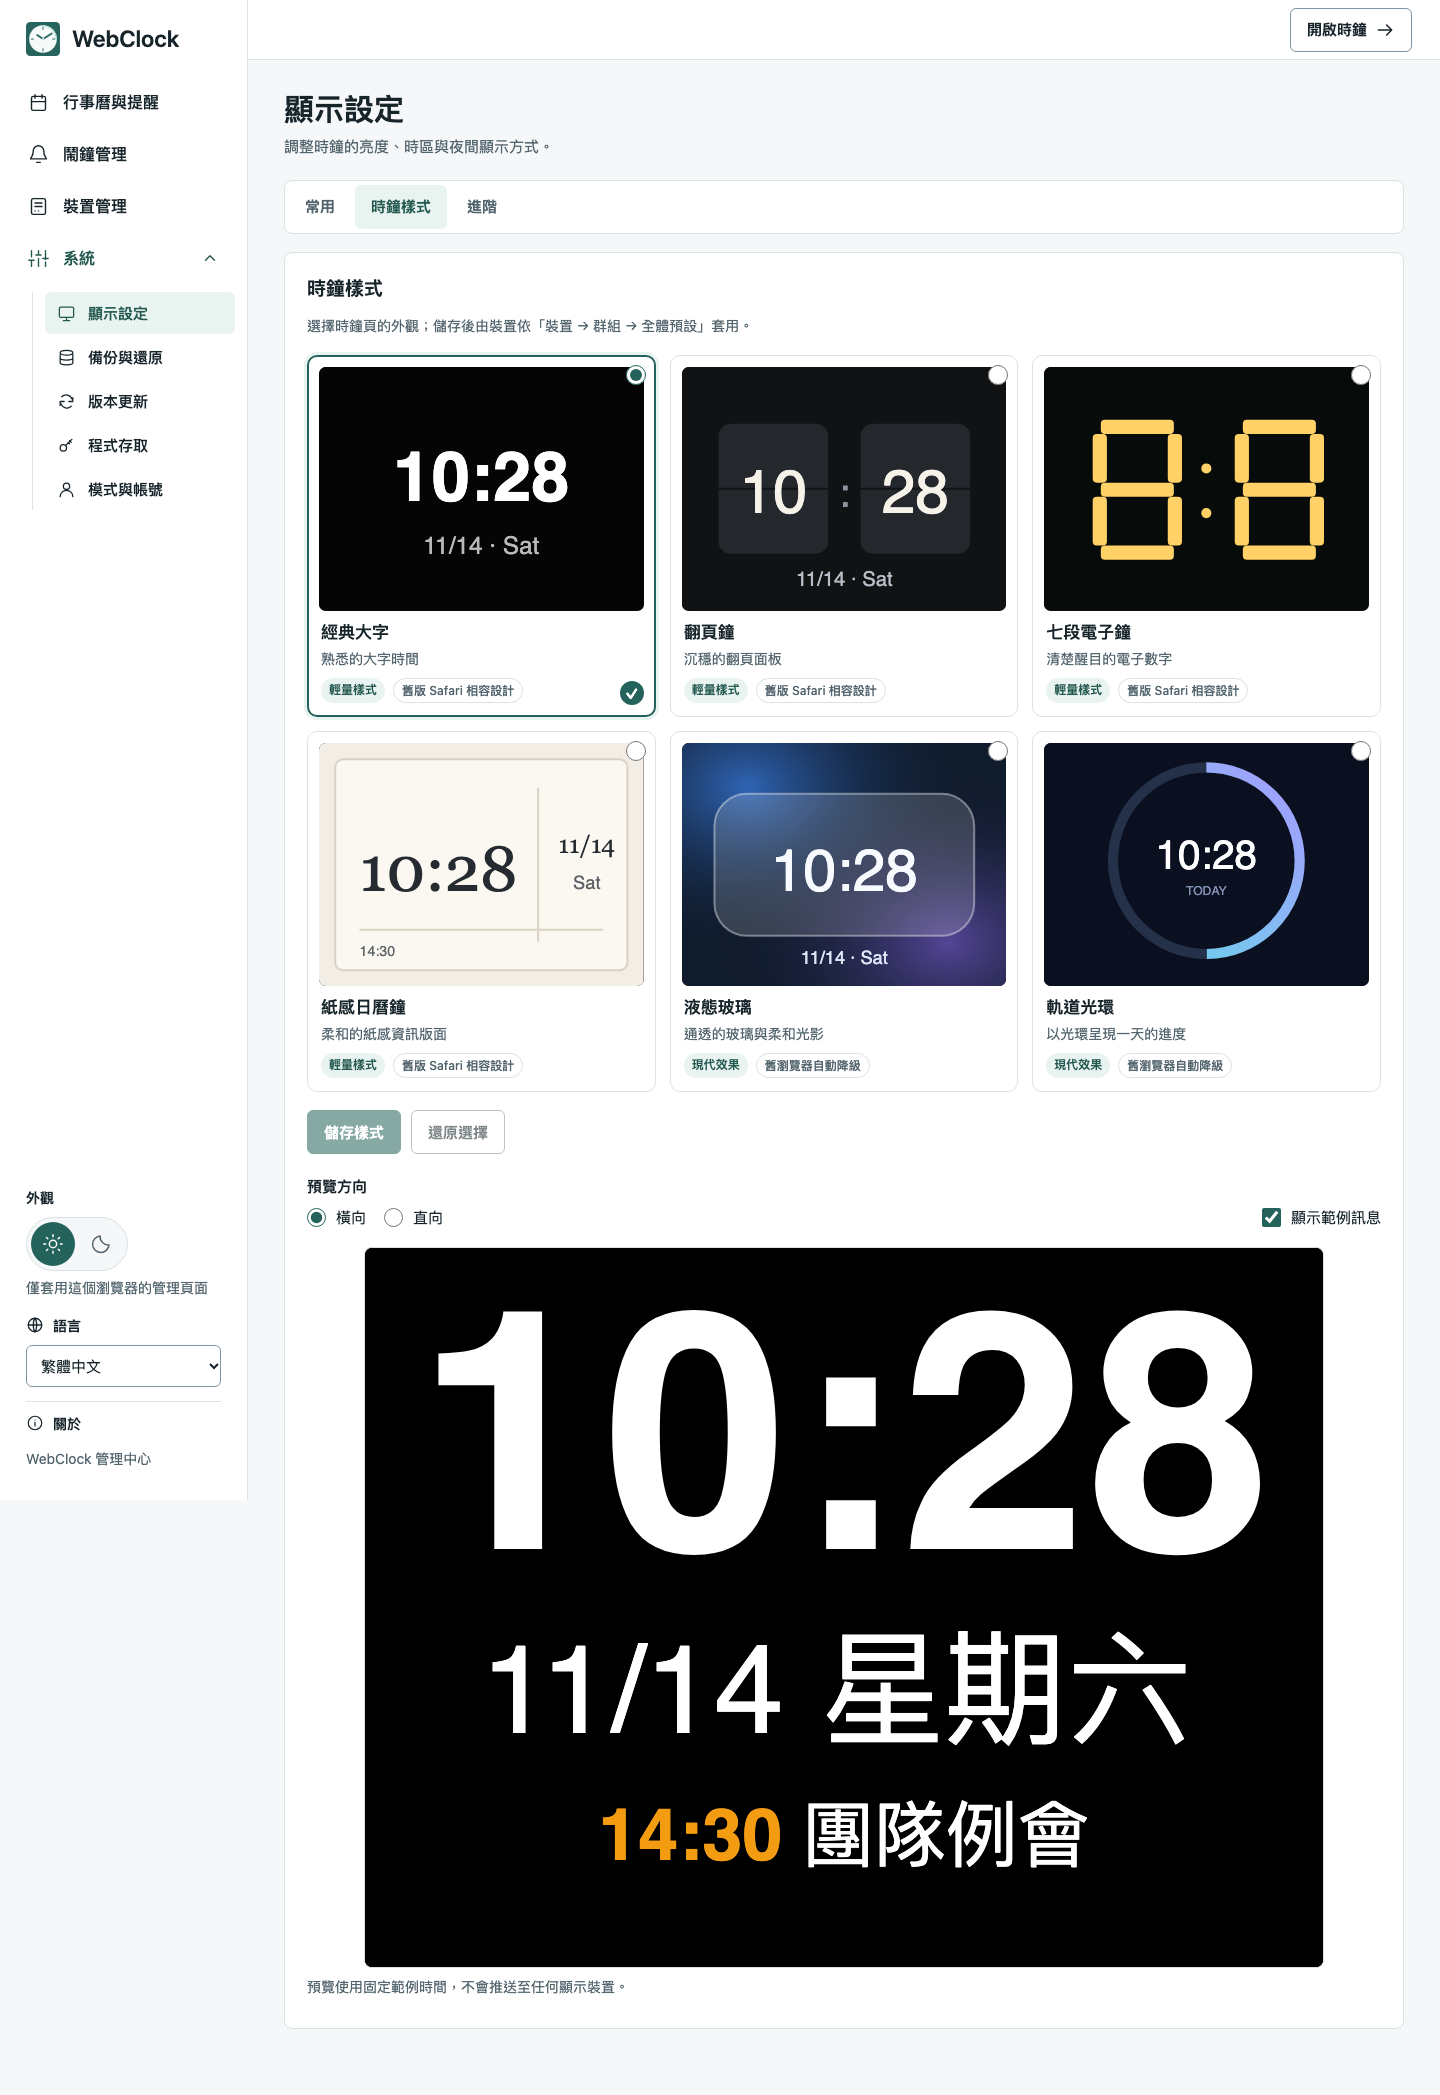 WebClock
開啟時鐘
行事曆與提醒
鬧鐘管理
裝置管理
系統
顯示設定
備份與還原
版本更新
程式存取
模式與帳號
外觀
僅套用這個瀏覽器的管理頁面
語言
繁體中文
關於
WebClock 管理中心
顯示設定
調整時鐘的亮度、時區與夜間顯示方式。
常用 時鐘樣式 進階
時鐘樣式
選擇時鐘頁的外觀；儲存後由裝置依「裝置 → 群組 → 全體預設」套用。
10:28
11/14 · Sat
經典大字
熟悉的大字時間
輕量樣式 舊版 Safari 相容設計
10 : 28
11/14 · Sat
翻頁鐘
沉穩的翻頁面板
輕量樣式 舊版 Safari 相容設計
8:8
七段電子鐘
清楚醒目的電子數字
輕量樣式 舊版 Safari 相容設計
10:28
11/14
Sat
14:30
紙感日曆鐘
柔和的紙感資訊版面
輕量樣式 舊版 Safari 相容設計
10:28
11/14 · Sat
液態玻璃
通透的玻璃與柔和光影
現代效果 舊瀏覽器自動降級
10:28
TODAY
軌道光環
以光環呈現一天的進度
現代效果 舊瀏覽器自動降級
儲存樣式 還原選擇
預覽方向
橫向 直向 顯示範例訊息
10:28
11/14 星期六
14:30 團隊例會
預覽使用固定範例時間，不會推送至任何顯示裝置。